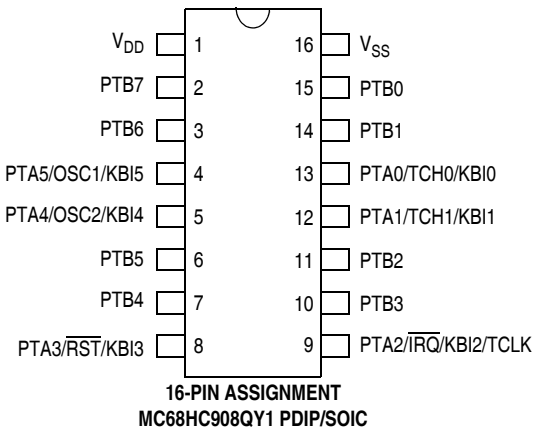 VDD 1 16 VSS
PTB7 2 15 PTB0
PTB6 3 14 PTB1
PTA5/OSC1/KBI5 4 13 PTA0/TCH0/KBI0
PTA4/OSC2/KBI4 5 12 PTA1/TCH1/KBI1
PTB5 6 11 PTB2
PTB4 7 10 PTB3
PTA3/RST/KBI3 8 9 PTA2/IRQ/KBI2/TCLK
16-PIN ASSIGNMENT
MC68HC908QY1 PDIP/SOIC